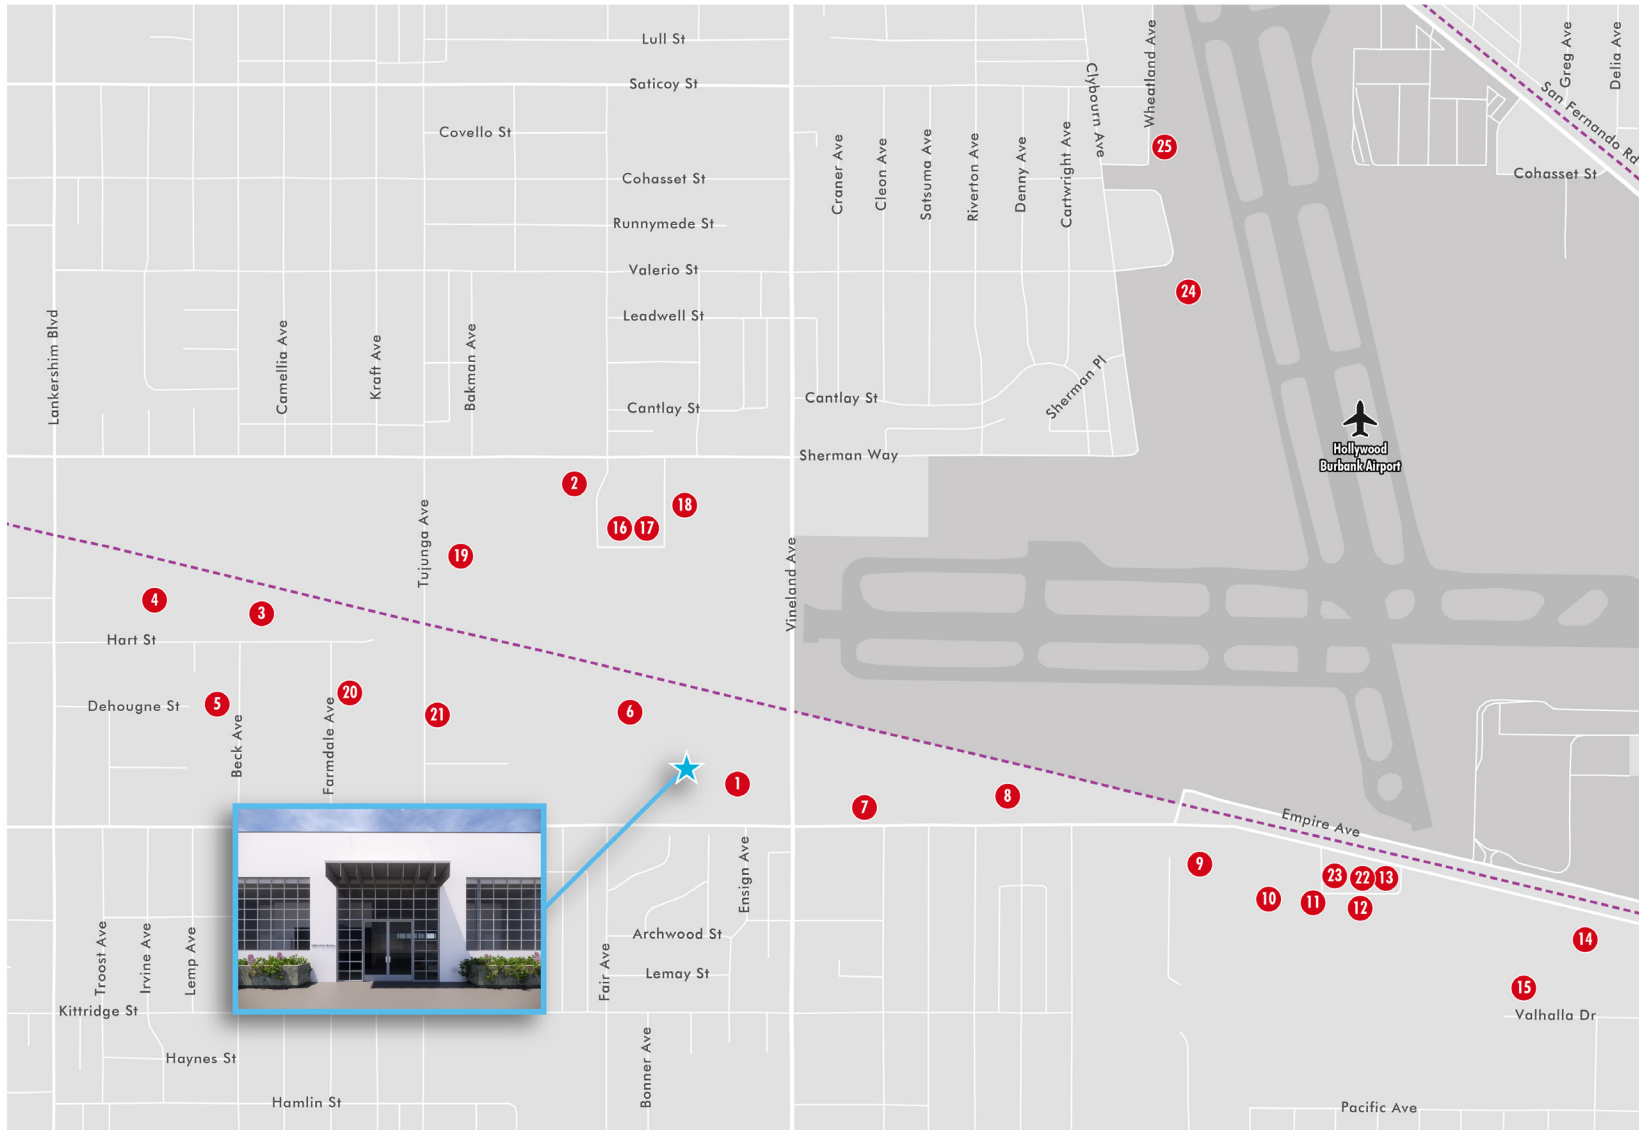 Lull St
Saticoy St
Covello St
Cohasset St
Runnymede St
Valerio St
Leadwell St
Cantlay St
Lankershim Blvd
Camellia Ave
Kraft Ave
Bakman Ave
Craner Ave
Cleon Ave
Satsuma Ave
Riverton Ave
Denny Ave
Cartwright Ave
Clybourn Ave
Wheatland Ave
25
24
Greg Ave
Delia Ave
San Fernando Rd
Cohasset St
Cantlay St
Sherman Pl
Sherman Way
Hollywood
Burbank Airport
2
18
16
17
19
Tujunga Ave
Vineland Ave
4
3
Hart St
5
20
21
6
Dehougne St
Beck Ave
Farmdale Ave
1
7
8
Empire Ave
9
10
11
23
22
13
12
14
15
Valhalla Dr
Ensign Ave
Archwood St
Lemay St
Fair Ave
Troost Ave
Irvine Ave
Lemp Ave
Kittridge St
Haynes St
Hamlin St
Bonner Ave
Pacific Ave